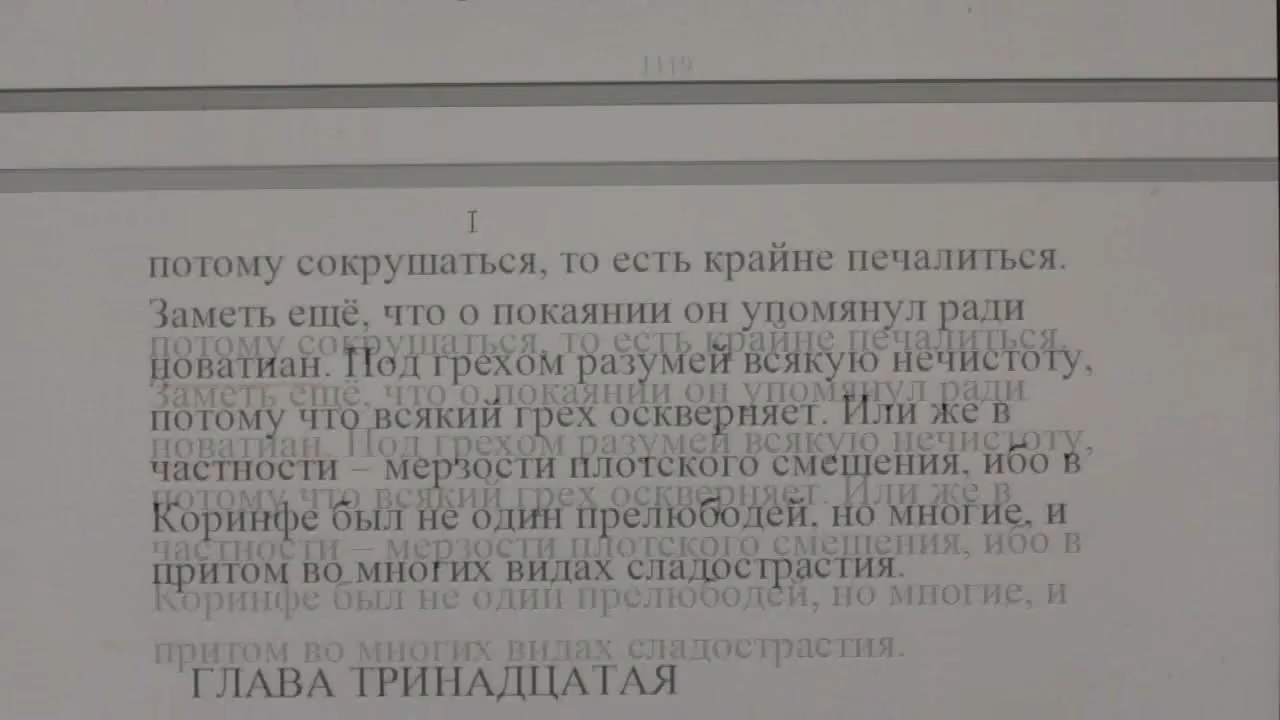 1119
потому сокрушаться, то есть крайне печалиться.
Заметь ещё, что о покаянии он упомянул ради
новатиан. Под грехом разумей всякую нечистоту,
потому что всякий грех оскверняет. Или же в
частности – мерзости плотского смешения, ибо в
Коринфе был не один прелюбодей, но многие, и
притом во многих видах сладострастия.
ГЛАВА ТРИНАДЦАТАЯ